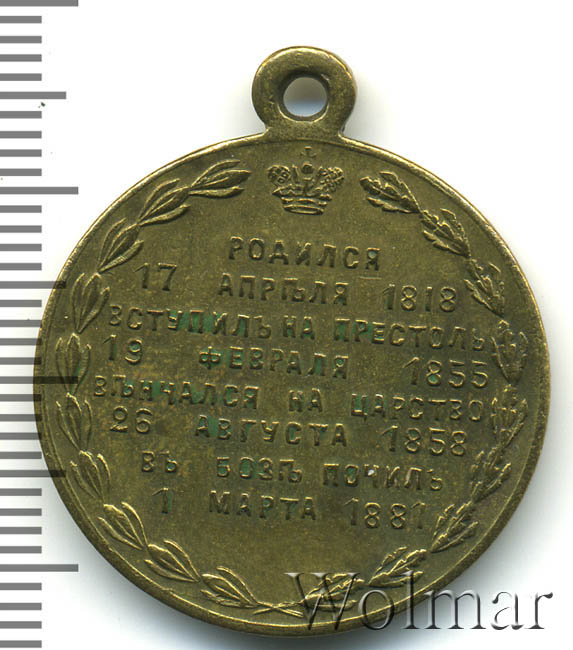 РОДИЛСЯ
17 АПРѢЛЯ 1818
ВСТУПИЛЪ НА ПРЕСТОЛЪ
19 ФЕВРАЛЯ 1855
ВѢНЧАЛСЯ НА ЦАРСТВО
26 АВГУСТА 1858
ВЪ БОЗѢ ПОЧИЛЪ
1 МАРТА 1881
Wolmar